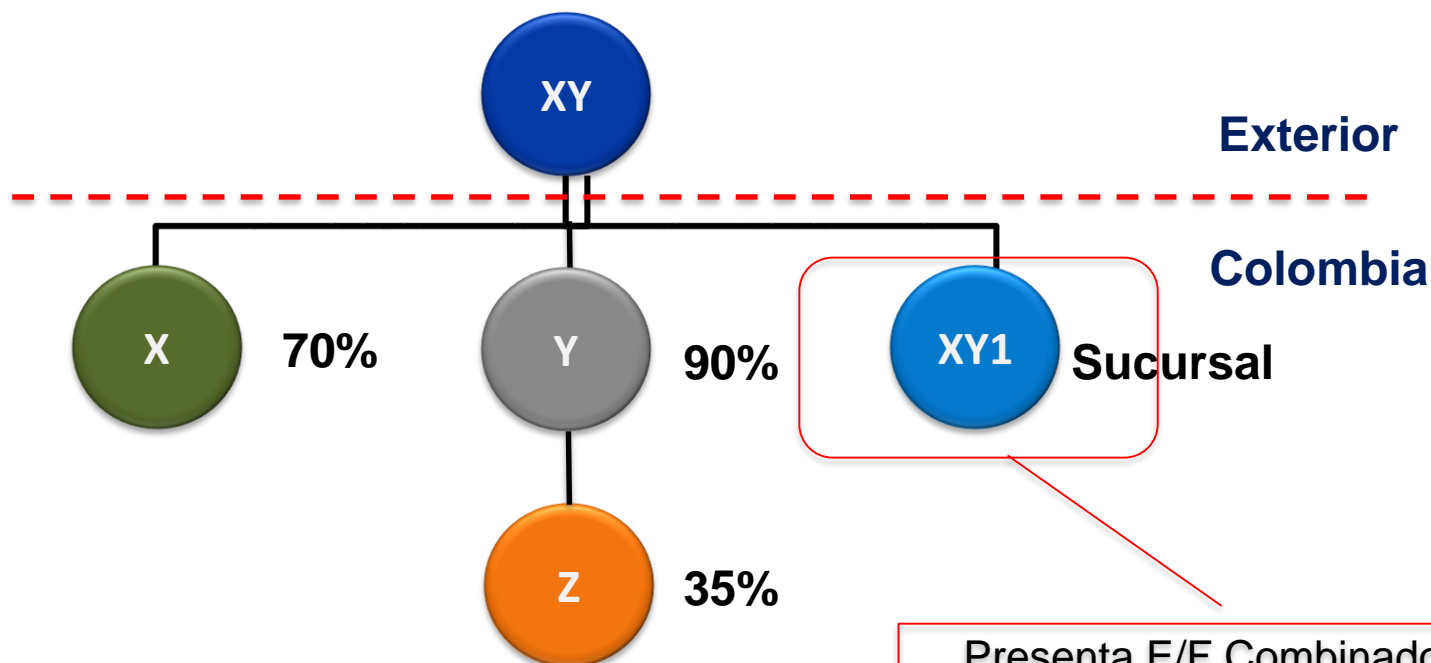 XY
Exterior
Colombia
X
70%
Y
90%
XY1
Sucursal
Z
35%
Presenta E/F Combinado